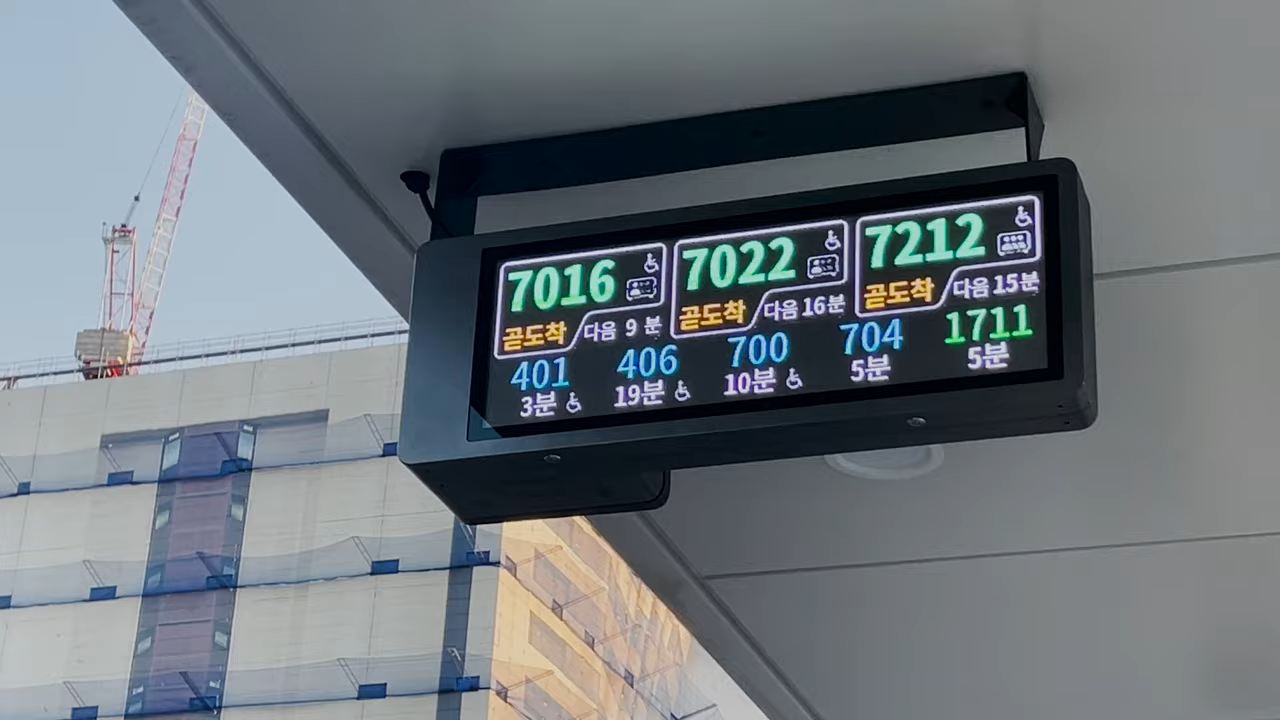 7016 7022 7212
곧도착 다음 9 분 곧도착 다음 16분 곧도착 다음 15분
401 406 700 704 1711
3분 19분 10분 5분 5분